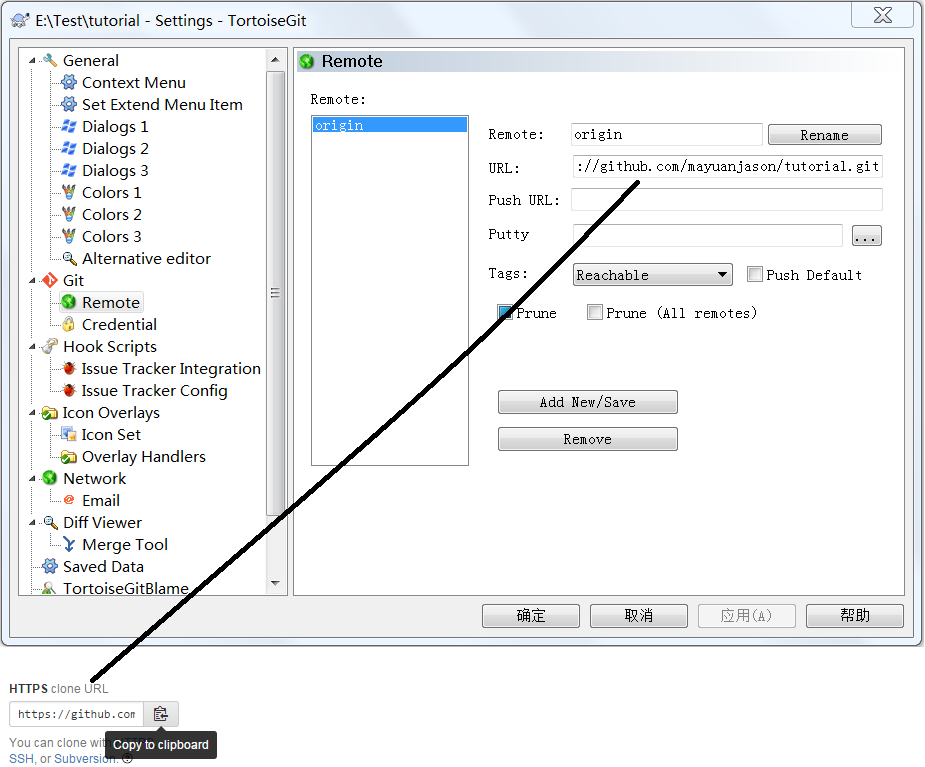 E:\Test\tutorial - Settings - TortoiseGit
General
Context Menu
Set Extend Menu Item
Dialogs 1
Dialogs 2
Dialogs 3
Colors 1
Colors 2
Colors 3
Alternative editor
Git
Remote
Credential
Hook Scripts
Issue Tracker Integration
Issue Tracker Config
Icon Overlays
Icon Set
Overlay Handlers
Network
Email
Diff Viewer
Merge Tool
Saved Data
TortoiseGitBlame
Remote
Remote:
origin
Remote: origin Rename
URL: ://github.com/mayuanjason/tutorial.git
Push URL:
Putty ...
Tags: Reachable Push Default
Prune Prune (All remotes)
Add New/Save
Remove
确定 取消 应用(A) 帮助
HTTPS clone URL
https://github.com
Copy to clipboard
You can clone with
SSH, or Subversion.